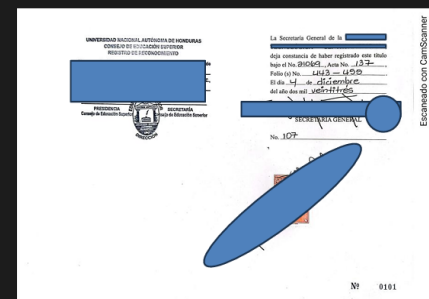 UNIVERSIDAD NACIONAL AUTONOMA DE HONDURAS
CONSEJO DE EDUCACIÓN SUPERIOR
REGISTRO DE RECONOCIMIENTO
PRESIDENCIA
Consejo de Educación Superior
SECRETARÍA
Consejo de Educación Superior
DIRECCION
La Secretaría General de la
deja constancia de haber registrado este título
bajo el No. 31069, Acta No. 137
Folio (s) No. 443 - 450
El día 4 de diciembre
del año dos mil veintitrés
SECRETARIA GENERAL
No. 107
Nº 0101
Escaneado con CamScanner